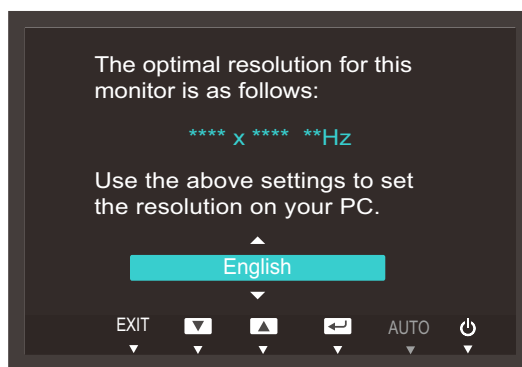 The optimal resolution for this
monitor is as follows:
**** x **** **Hz
Use the above settings to set
the resolution on your PC.
English
EXIT AUTO